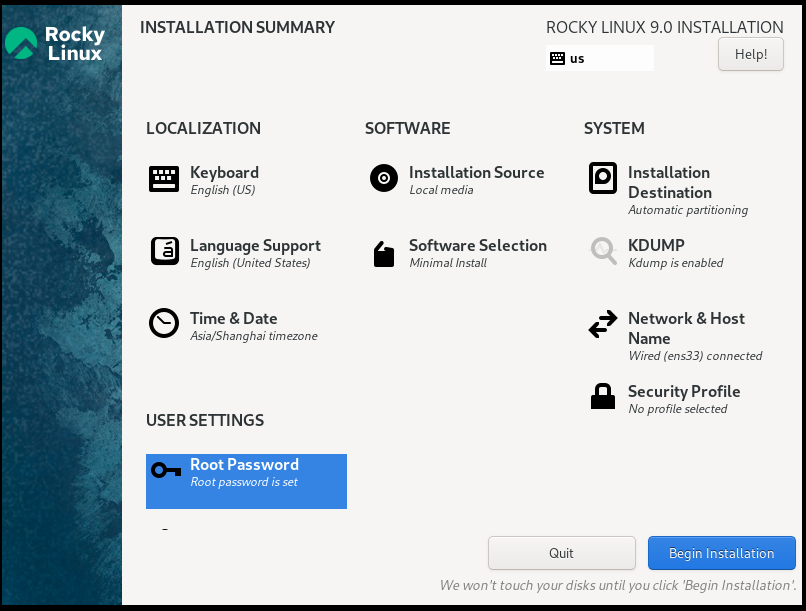 Rocky
Linux
INSTALLATION SUMMARY
ROCKY LINUX 9.0 INSTALLATION
us
Help!
LOCALIZATION
Keyboard
English (US)
Language Support
English (United States)
Time & Date
Asia/Shanghai timezone
SOFTWARE
Installation Source
Local media
Software Selection
Minimal Install
SYSTEM
Installation
Destination
Automatic partitioning
KDUMP
Kdump is enabled
Network & Host
Name
Wired (ens33) connected
Security Profile
No profile selected
USER SETTINGS
Root Password
Root password is set
Quit
Begin Installation
We won't touch your disks until you click 'Begin Installation'.